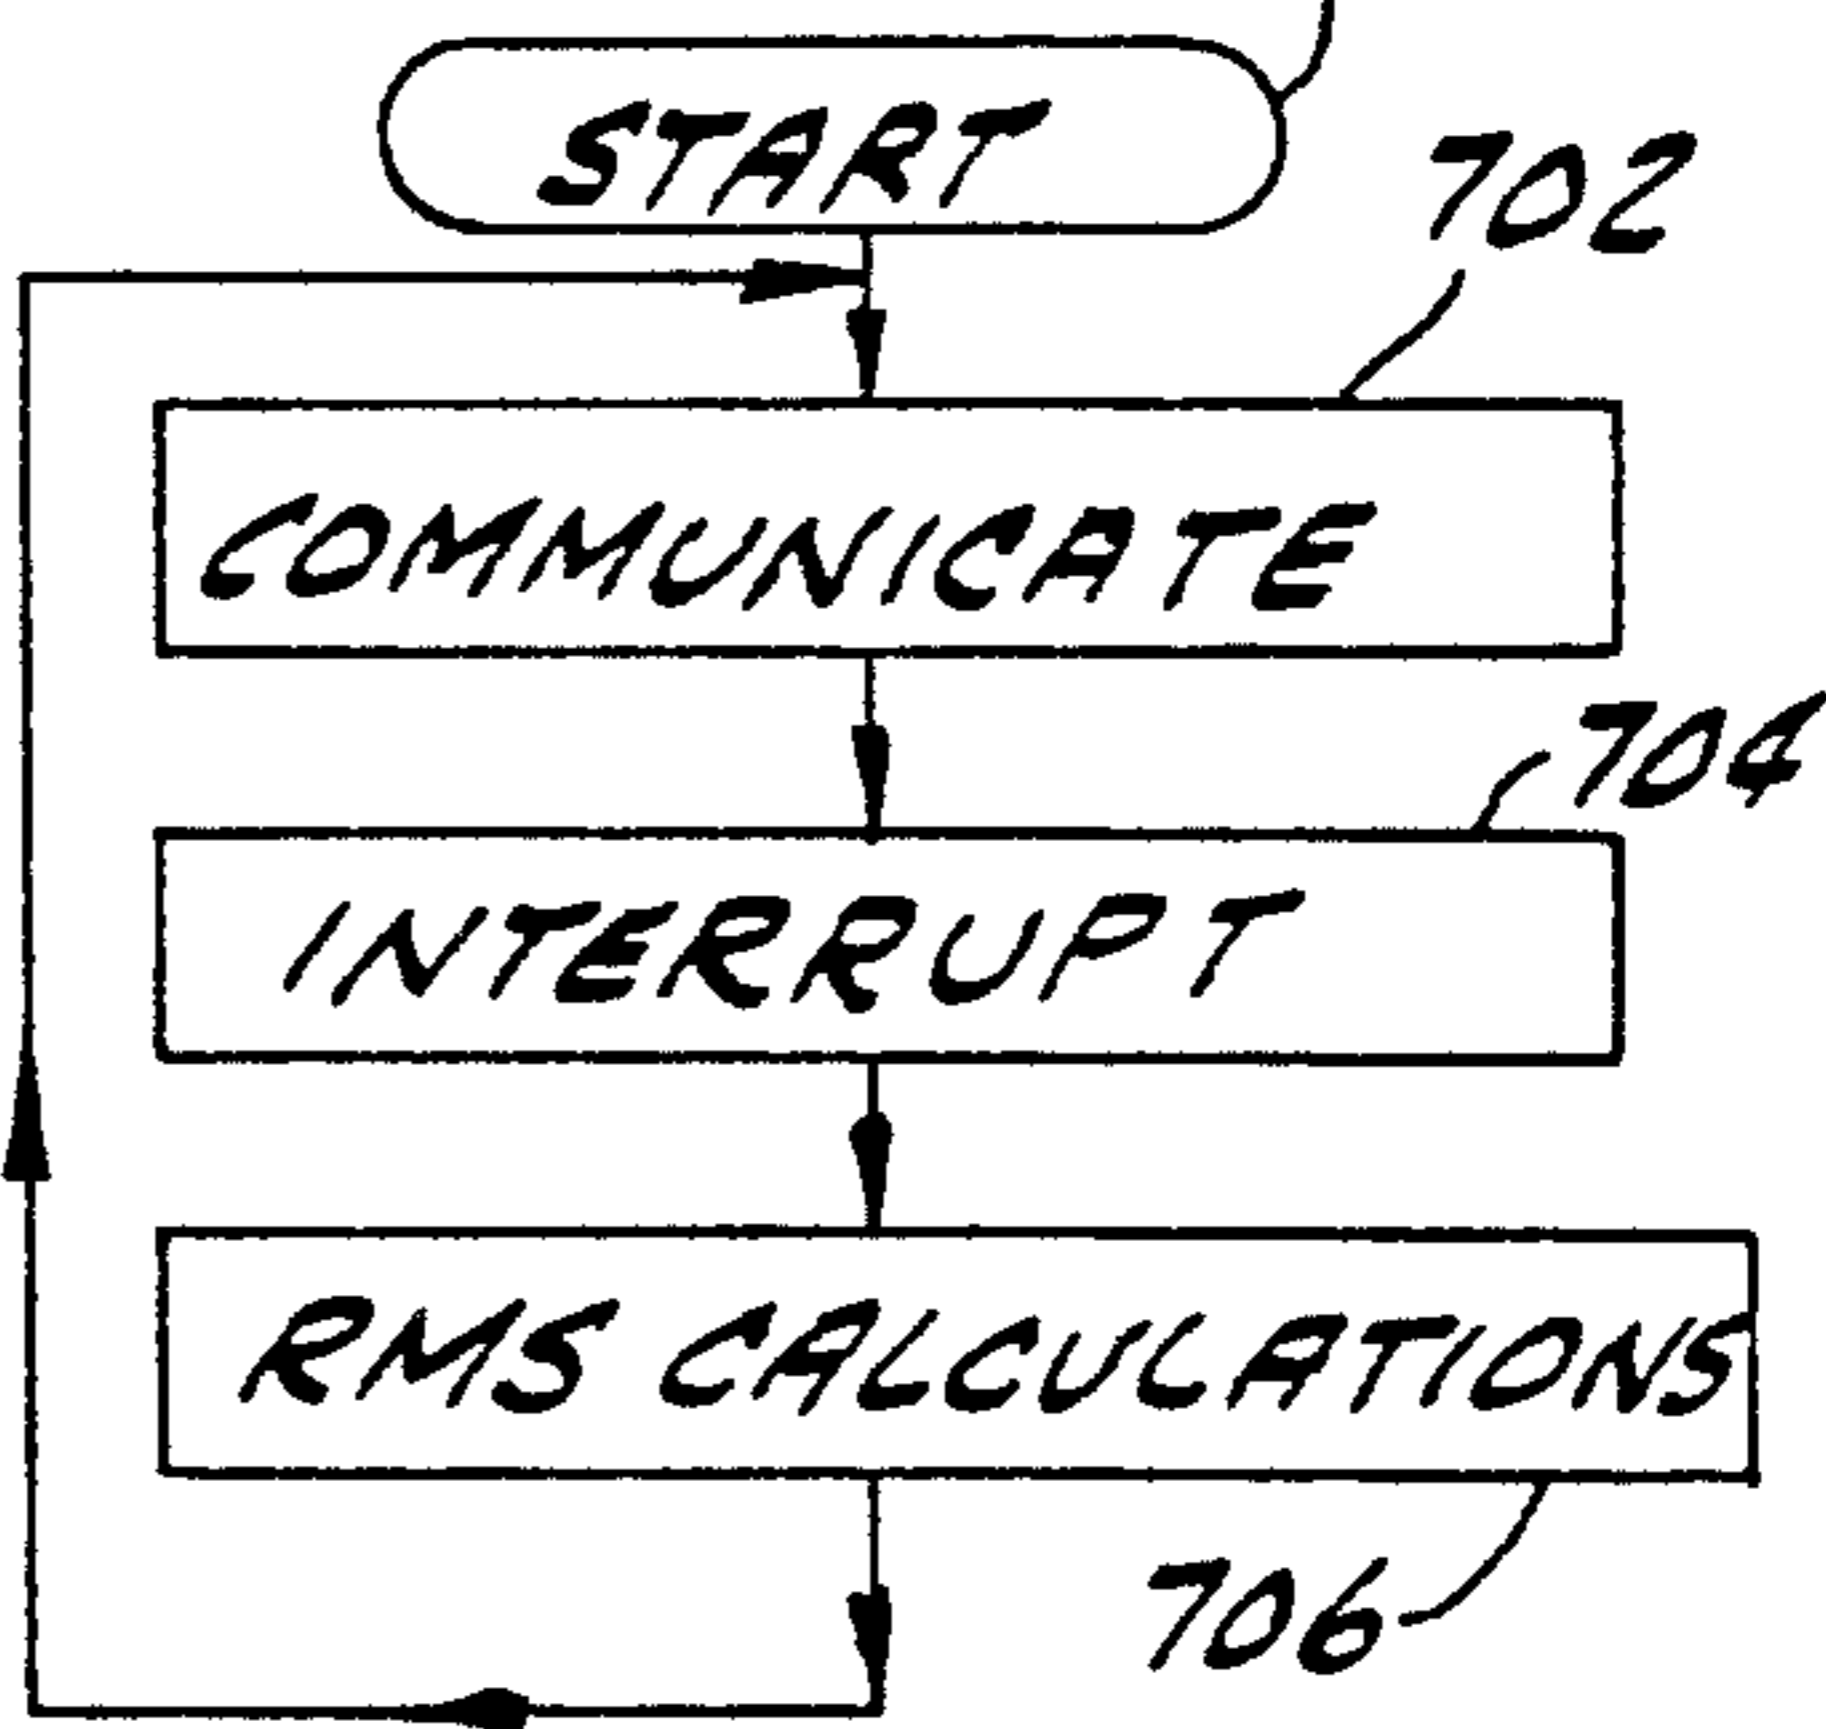 START
702
COMMUNICATE
704
INTERRUPT
RMS CALCULATIONS
706